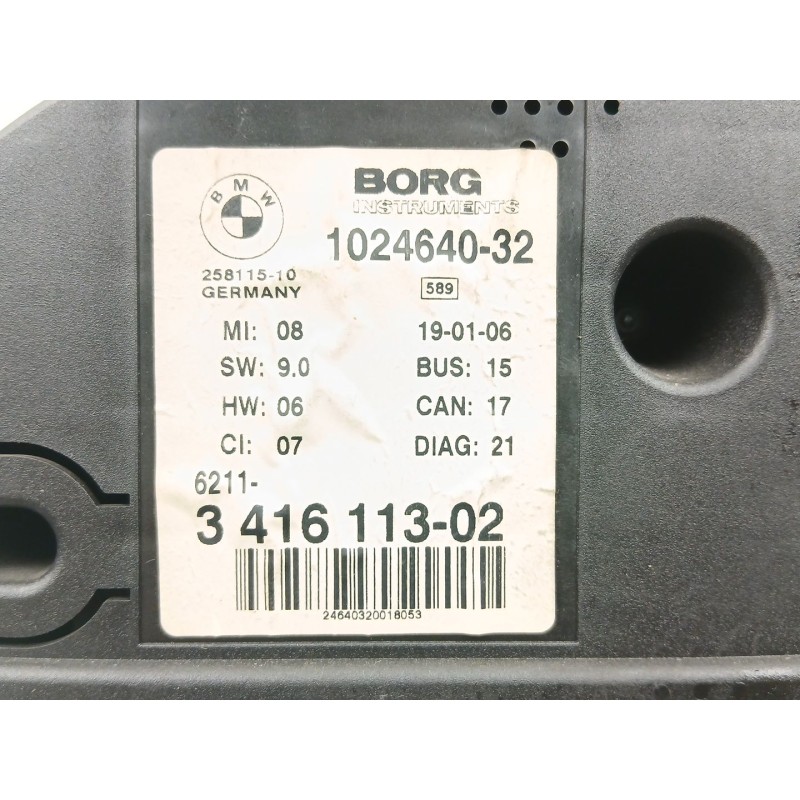 BMW
BORG
INSTRUMENTS
1024640-32
258115-10
GERMANY
589
MI: 08
19-01-06
SW: 9.0
BUS: 15
HW: 06
CAN: 17
CI: 07
DIAG: 21
6211-
3 416 113-02
24640320018053